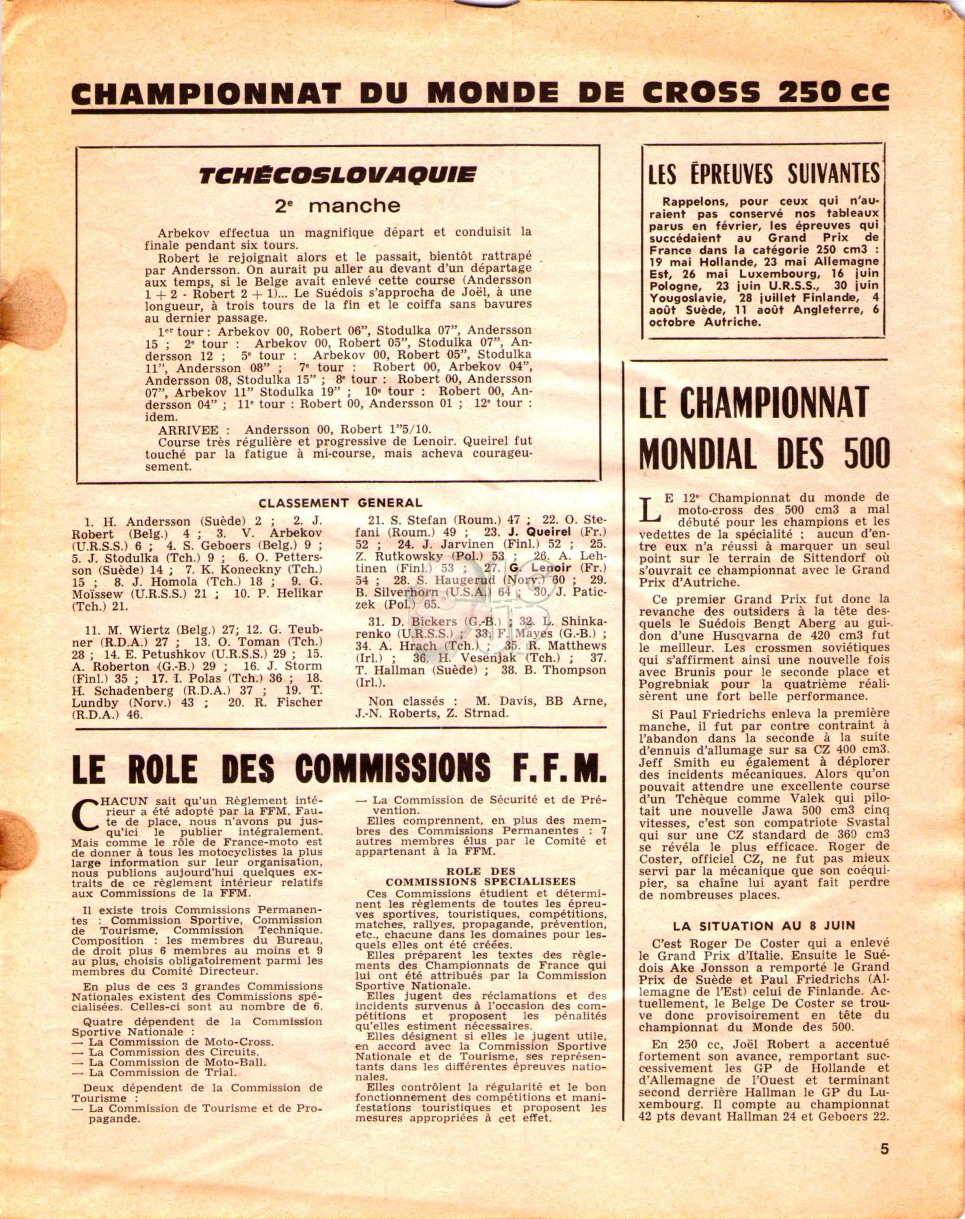 CHAMPIONNAT DU MONDE DE CROSS 250 cc
TCHÉCOSLOVAQUIE
2e manche
Arbekov effectua un magnifique départ et conduisit la
finale pendant six tours.
Robert le rejoignait alors et le passait, bientôt rattrapé
par Andersson. On aurait pu aller au devant d'un départage
aux temps, si le Belge avait enlevé cette course (Andersson
1 + 2 - Robert 2 + 1)... Le Suédois s'approcha de Joël, à une
longueur, à trois tours de la fin et le coiffa sans bavures
au dernier passage.
1er tour : Arbekov 00, Robert 06", Stodulka 07", Andersson
15 ; 2e tour : Arbekov 00, Robert 05", Stodulka 07", An-
dersson 12 ; 5e tour : Arbekov 00, Robert 05", Stodulka
11", Andersson 08" ; 7e tour : Robert 00, Arbekov 04",
Andersson 08, Stodulka 15" ; 8e tour : Robert 00, Andersson
07", Arbekov 11" Stodulka 19" ; 10e tour : Robert 00, An-
dersson 04" ; 11e tour : Robert 00, Andersson 01 ; 12e tour :
idem.
ARRIVEE : Andersson 00, Robert 1"5/10.
Course très régulière et progressive de Lenoir. Queirel fut
touché par la fatigue à mi-course, mais acheva courageu-
sement.
CLASSEMENT GENERAL
1. H. Andersson (Suède) 2 ; 2. J.
Robert (Belg.) 4 ; 3. V. Arbekov
(U.R.S.S.) 6 ; 4. S. Geboers (Belg.) 9 ;
5. J. Stodulka (Tch.) 9 ; 6. O. Petters-
son (Suède) 14 ; 7. K. Koneckny (Tch.)
15 ; 8. J. Homola (Tch.) 18 ; 9. G.
Moïssew (U.R.S.S.) 21 ; 10. P. Helikar
(Tch.) 21.
11. M. Wiertz (Belg.) 27; 12. G. Teub-
ner (R.D.A.) 27 ; 13. O. Toman (Tch.)
28 ; 14. E. Petushkov (U.R.S.S.) 29 ; 15.
A. Roberton (G.-B.) 29 ; 16. J. Storm
(Finl.) 35 ; 17. I. Polas (Tch.) 36 ; 18.
H. Schadenberg (R.D.A.) 37 ; 19. T.
Lundby (Norv.) 43 ; 20. R. Fischer
(R.D.A.) 46.
21. S. Stefan (Roum.) 47 ; 22. O. Ste-
fani (Roum.) 49 ; 23. J. Queirel (Fr.)
52 ; 24. J. Jarvinen (Finl.) 52 ; 25.
Z. Rutkowsky (Pol.) 53 ; 26. A. Leh-
tinen (Finl.) 53 ; 27. G. Lenoir (Fr.)
54 ; 28. S. Haugerud (Norv.) 60 ; 29.
B. Silverhorn (U.S.A.) 64 ; 30. J. Patic-
zek (Pol.) 65.
31. D. Bickers (G.-B.) ; 32. L. Shinka-
renko (U.R.S.S.) ; 33. F. Mayes (G.-B.) ;
34. A. Hrach (Tch.) ; 35. R. Matthews
(Irl.) ; 36. H. Vesenjak (Tch.) ; 37.
T. Hallman (Suède) ; 38. B. Thompson
(Irl.).
Non classés : M. Davis, BB Arne,
J.-N. Roberts, Z. Strnad.
LE ROLE DES COMMISSIONS F.F.M.
CHACUN sait qu'un Règlement inté-
rieur a été adopté par la FFM. Fau-
te de place, nous n'avons pu jus-
qu'ici le publier intégralement.
Mais comme le rôle de France-moto est
de donner à tous les motocyclistes la plus
large information sur leur organisation,
nous publions aujourd'hui quelques ex-
traits de ce règlement intérieur relatifs
aux Commissions de la FFM.
Il existe trois Commissions Permanen-
tes : Commission Sportive, Commission
de Tourisme, Commission Technique.
Composition : les membres du Bureau,
de droit plus 6 membres au moins et 9
au plus, choisis obligatoirement parmi les
membres du Comité Directeur.
En plus de ces 3 grandes Commissions
Nationales existent des Commissions spé-
cialisées. Celles-ci sont au nombre de 6.
Quatre dépendent de la Commission
Sportive Nationale :
— La Commission de Moto-Cross.
— La Commission des Circuits.
— La Commission de Moto-Ball.
— La Commission de Trial.
Deux dépendent de la Commission de
Tourisme :
— La Commission de Tourisme et de Pro-
pagande.
— La Commission de Sécurité et de Pré-
vention.
Elles comprennent, en plus des mem-
bres des Commissions Permanentes : 7
autres membres élus par le Comité et
appartenant à la FFM.
ROLE DES
COMMISSIONS SPECIALISEES
Ces Commissions étudient et détermi-
nent les règlements de toutes les épreu-
ves sportives, touristiques, compétitions,
matches, rallyes, propagande, prévention,
etc., chacune dans les domaines pour les-
quels elles ont été créées.
Elles préparent les textes des règle-
ments des Championnats de France qui
lui ont été attribués par la Commission
Sportive Nationale.
Elles jugent des réclamations et des
incidents survenus à l'occasion des com-
pétitions et proposent les pénalités
qu'elles estiment nécessaires.
Elles désignent si elles le jugent utile,
en accord avec la Commission Sportive
Nationale et de Tourisme, ses représen-
tants dans les différentes épreuves natio-
nales.
Elles contrôlent la régularité et le bon
fonctionnement des compétitions et mani-
festations touristiques et proposent les
mesures appropriées à cet effet.
LES ÉPREUVES SUIVANTES
Rappelons, pour ceux qui n'au-
raient pas conservé nos tableaux
parus en février, les épreuves qui
succédaient au Grand Prix de
France dans la catégorie 250 cm3 :
19 mai Hollande, 23 mai Allemagne
Est, 26 mai Luxembourg, 16 juin
Pologne, 23 juin U.R.S.S., 30 juin
Yougoslavie, 28 juillet Finlande, 4
août Suède, 11 août Angleterre, 6
octobre Autriche.
LE CHAMPIONNAT
MONDIAL DES 500
LE 12e Championnat du monde de
moto-cross des 500 cm3 a mal
débuté pour les champions et les
vedettes de la spécialité : aucun d'en-
tre eux n'a réussi à marquer un seul
point sur le terrain de Sittendorf où
s'ouvrait ce championnat avec le Grand
Prix d'Autriche.
Ce premier Grand Prix fut donc la
revanche des outsiders à la tête des-
quels le Suédois Bengt Aberg au gui-
don d'une Husqvarna de 420 cm3 fut
le meilleur. Les crossmen soviétiques
qui s'affirment ainsi une nouvelle fois
avec Brunis pour le seconde place et
Pogrebniak pour la quatrième réali-
sèrent une fort belle performance.
Si Paul Friedrichs enleva la première
manche, il fut par contre contraint à
l'abandon dans la seconde à la suite
d'ennuis d'allumage sur sa CZ 400 cm3.
Jeff Smith eu également à déplorer
des incidents mécaniques. Alors qu'on
pouvait attendre une excellente course
d'un Tchèque comme Valek qui pilo-
tait une nouvelle Jawa 500 cm3 cinq
vitesses, c'est son compatriote Svastal
qui sur une CZ standard de 360 cm3
se révéla le plus efficace. Roger de
Coster, officiel CZ, ne fut pas mieux
servi par la mécanique que son coéqui-
pier, sa chaîne lui ayant fait perdre
de nombreuses places.
LA SITUATION AU 8 JUIN
C'est Roger De Coster qui a enlevé
le Grand Prix d'Italie. Ensuite le Sué-
dois Ake Jonsson a remporté le Grand
Prix de Suède et Paul Friedrichs (Al-
lemagne de l'Est) celui de Finlande. Ac-
tuellement, le Belge De Coster se trou-
ve donc provisoirement en tête du
championnat du Monde des 500.
En 250 cc, Joël Robert a accentué
fortement son avance, remportant suc-
cessivement les GP de Hollande et
d'Allemagne de l'Ouest et terminant
second derrière Hallman le GP du Lu-
xembourg. Il compte au championnat
42 pts devant Hallman 24 et Geboers 22.
5